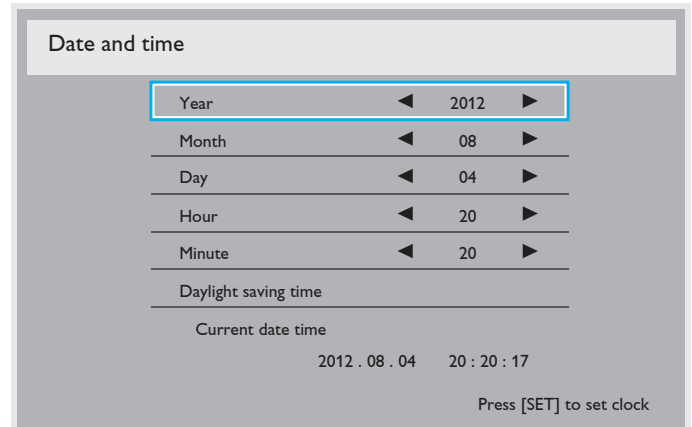 Date and time
Year ◀ 2012 ▶
Month ◀ 08 ▶
Day ◀ 04 ▶
Hour ◀ 20 ▶
Minute ◀ 20 ▶
Daylight saving time
Current date time
2012 . 08 . 04 20 : 20 : 17
Press [SET] to set clock